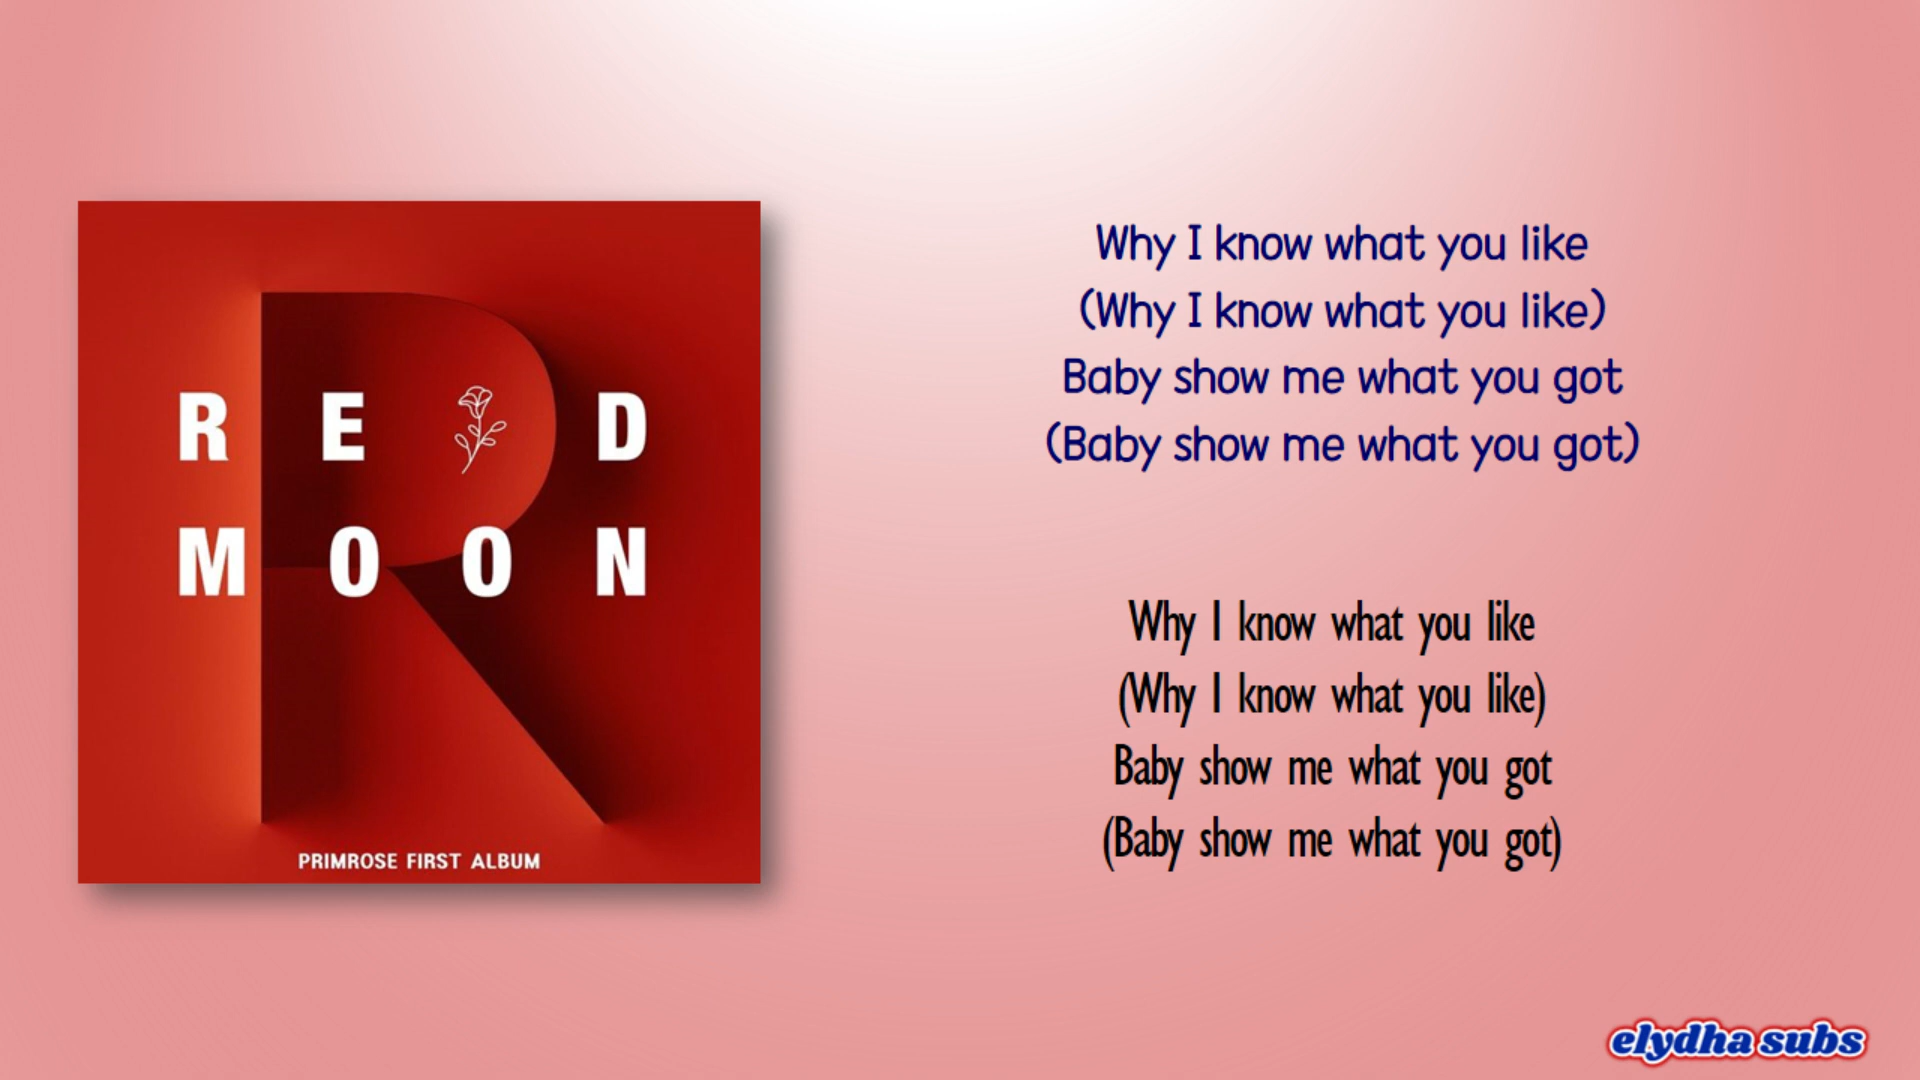 R E D
M O O N
PRIMROSE FIRST ALBUM
Why I know what you like
(Why I know what you like)
Baby show me what you got
(Baby show me what you got)
Why I know what you like
(Why I know what you like)
Baby show me what you got
(Baby show me what you got)
elydha subs